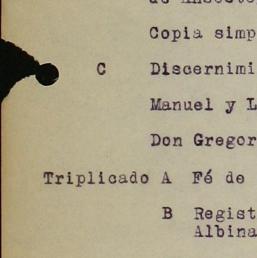 Copia simp
C Discernimi
Manuel y L
Don Gregor
Triplicado A Fé de
B Regist
Albina